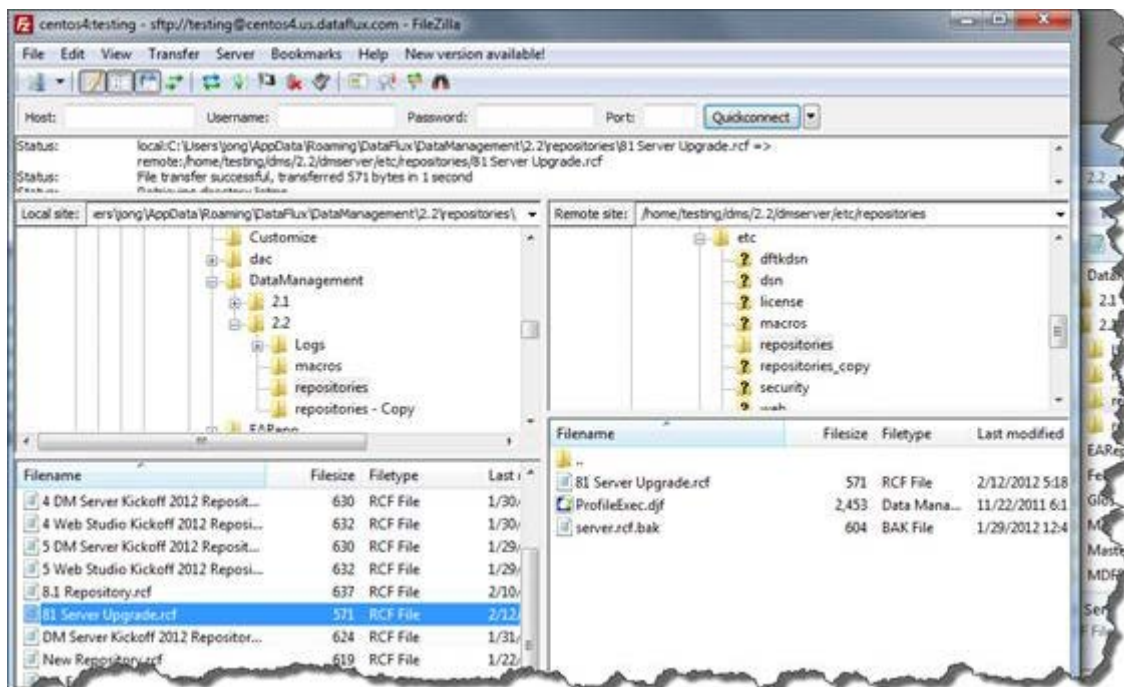 centos4:testing - sftp://testing@centos4.us.dataflux.com - FileZilla
File Edit View Transfer Server Bookmarks Help New version available!
Host: Username: Password: Port: Quickconnect
Status: local:C:\Users\jong\AppData\Roaming\DataFlux\DataManagement\2.2\repositories\81 Server Upgrade.rcf =>
remote:/home/testing/dms/2.2/dmserver/etc/repositories/81 Server Upgrade.rcf
Status: File transfer successful, transferred 571 bytes in 1 second
Local site: ers\jong\AppData\Roaming\DataFlux\DataManagement\2.2\repositories\
Customize
dac
DataManagement
2.1
2.2
Logs
macros
repositories
repositories - Copy
Filename Filesize Filetype
4 DM Server Kickoff 2012 Reposit... 630 RCF File 1/30/
4 Web Studio Kickoff 2012 Reposi... 632 RCF File 1/30/
5 DM Server Kickoff 2012 Reposit... 630 RCF File 1/29/
5 Web Studio Kickoff 2012 Reposi... 632 RCF File 1/29/
8.1 Repository.rcf 637 RCF File 2/10/
81 Server Upgrade.rcf 571 RCF File 2/12/
DM Server Kickoff 2012 Repositor... 624 RCF File 1/31/
New Repository.rcf 619 RCF File 1/22/
Remote site: /home/testing/dms/2.2/dmserver/etc/repositories
etc
dftkdsn
dsn
license
macros
repositories
repositories_copy
security
web
Filename Filesize Filetype Last modified
..
81 Server Upgrade.rcf 571 RCF File 2/12/2012 5:18
ProfileExec.djf 2,453 Data Mana... 11/22/2011 6:1
server.rcf.bak 604 BAK File 1/29/2012 12:4
2.2
2.1